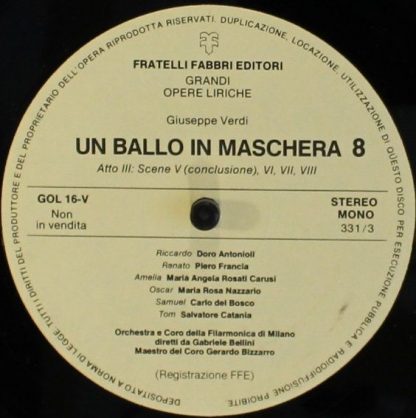 DEPOSITATO A NORMA DI LEGGE. TUTTI I DIRITTI DEL PRODUTTORE E DEL PROPRIETARIO DELL'OPERA RIPRODOTTA RISERVATI. DUPLICAZIONE, LOCAZIONE, UTILIZZAZIONE DI QUESTO DISCO PER ESECUZIONE PUBBLICA E RADIODIFFUSIONE PROIBITE.
FRATELLI FABBRI EDITORI
GRANDI
OPERE LIRICHE
Giuseppe Verdi
UN BALLO IN MASCHERA 8
Atto III: Scene V (conclusione), VI, VII, VIII
GOL 16-V
Non
in vendita
STEREO
MONO
331/3
Riccardo Doro Antonioli
Renato Piero Francia
Amelia Maria Angela Rosati Carusi
Oscar Maria Rosa Nazzario
Samuel Carlo del Bosco
Tom Salvatore Catania
Orchestra e Coro della Filarmonica di Milano
diretti da Gabriele Bellini
Maestro del Coro Gerardo Bizzarro
(Registrazione FFE)